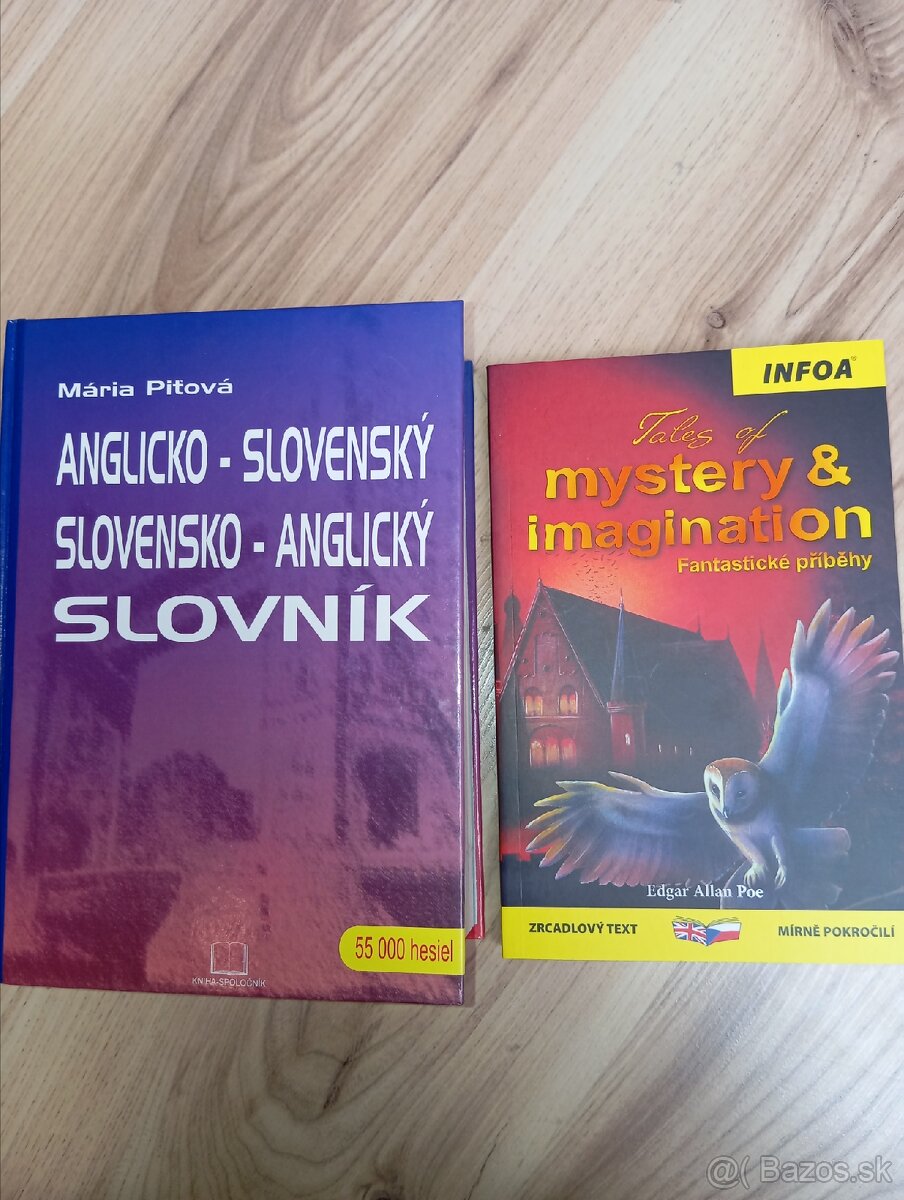 Mária Piťová
ANGLICKO - SLOVENSKÝ
SLOVENSKO - ANGLICKÝ
SLOVNÍK
55 000 hesiel
KNIHA-SPOLOČNÍK
INFOA®
Tales of
mystery &
imagination
Fantastické příběhy
Edgar Allan Poe
ZRCADLOVÝ TEXT
MÍRNĚ POKROČILÍ
@( Bazos.sk